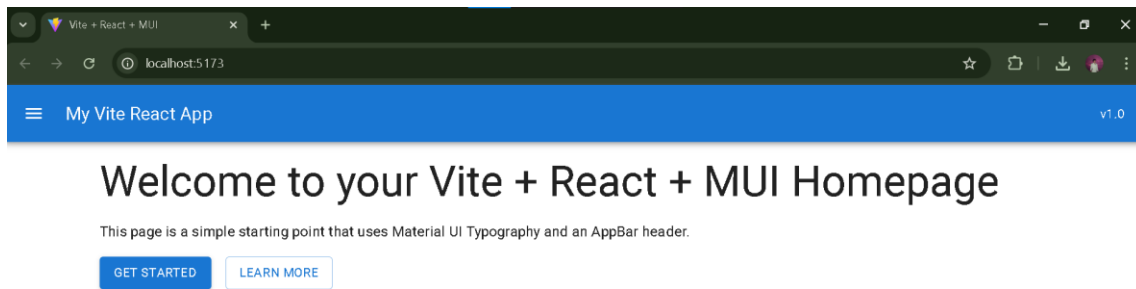 Vite + React + MUI
localhost:5173
My Vite React App
v1.0
Welcome to your Vite + React + MUI Homepage
This page is a simple starting point that uses Material UI Typography and an AppBar header.
GET STARTED
LEARN MORE